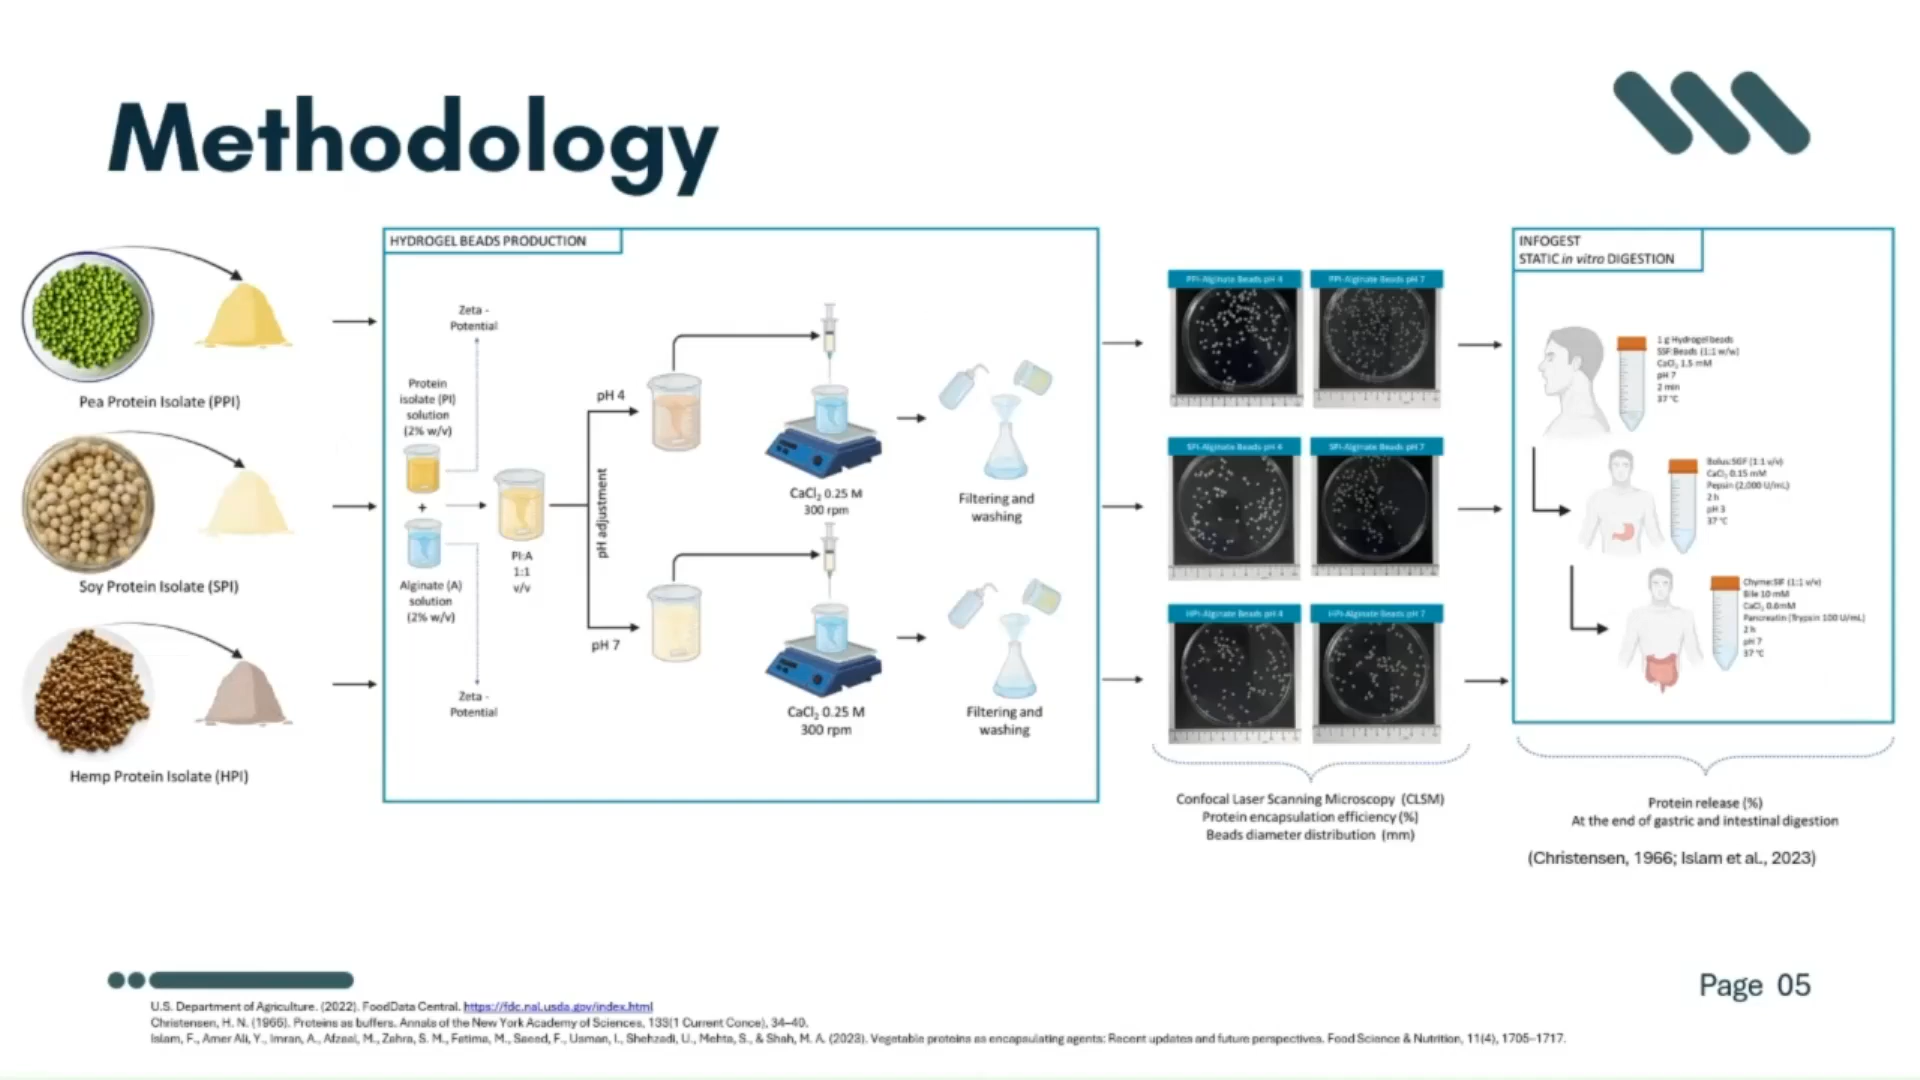 Methodology
Pea Protein Isolate (PPI)
Soy Protein Isolate (SPI)
Hemp Protein Isolate (HPI)
HYDROGEL BEADS PRODUCTION
Zeta -
Potential
Protein
isolate (PI)
solution
(2% w/v)
+
Alginate (A)
solution
(2% w/v)
Zeta -
Potential
PI:A
1:1
v/v
pH adjustment
pH 4
pH 7
CaCl₂ 0.25 M
300 rpm
Filtering and
washing
CaCl₂ 0.25 M
300 rpm
Filtering and
washing
PPI-Alginate Beads pH 4
PPI-Alginate Beads pH 7
SPI-Alginate Beads pH 4
SPI-Alginate Beads pH 7
HPI-Alginate Beads pH 4
HPI-Alginate Beads pH 7
Confocal Laser Scanning Microscopy (CLSM)
Protein encapsulation efficiency (%)
Beads diameter distribution (mm)
INFOGEST
STATIC in vitro DIGESTION
1 g Hydrogel beads
SSF:Beads (1:1 w/w)
CaCl₂ 1.5 mM
pH 7
2 min
37 °C
Bolus:SGF (1:1 v/v)
CaCl₂ 0.15 mM
Pepsin (2,000 U/mL)
2 h
pH 3
37 °C
Chyme:SIF (1:1 v/v)
Bile 10 mM
CaCl₂ 0.6mM
Pancreatin (Trypsin 100 U/mL)
2 h
pH 7
37 °C
Protein release (%)
At the end of gastric and intestinal digestion
(Christensen, 1966; Islam et al., 2023)
Page 05
U.S. Department of Agriculture. (2022). FoodData Central. https://fdc.nal.usda.gov/index.html
Christensen, H. N. (1966). Proteins as buffers. Annals of the New York Academy of Sciences, 133(1 Current Conce), 34–40.
Islam, F., Amer Ali, Y., Imran, A., Afzaal, M., Zahra, S. M., Fatima, M., Saeed, F., Usman, I., Shehzadi, U., Mehta, S., & Shah, M. A. (2023). Vegetable proteins as encapsulating agents: Recent updates and future perspectives. Food Science & Nutrition, 11(4), 1705–1717.